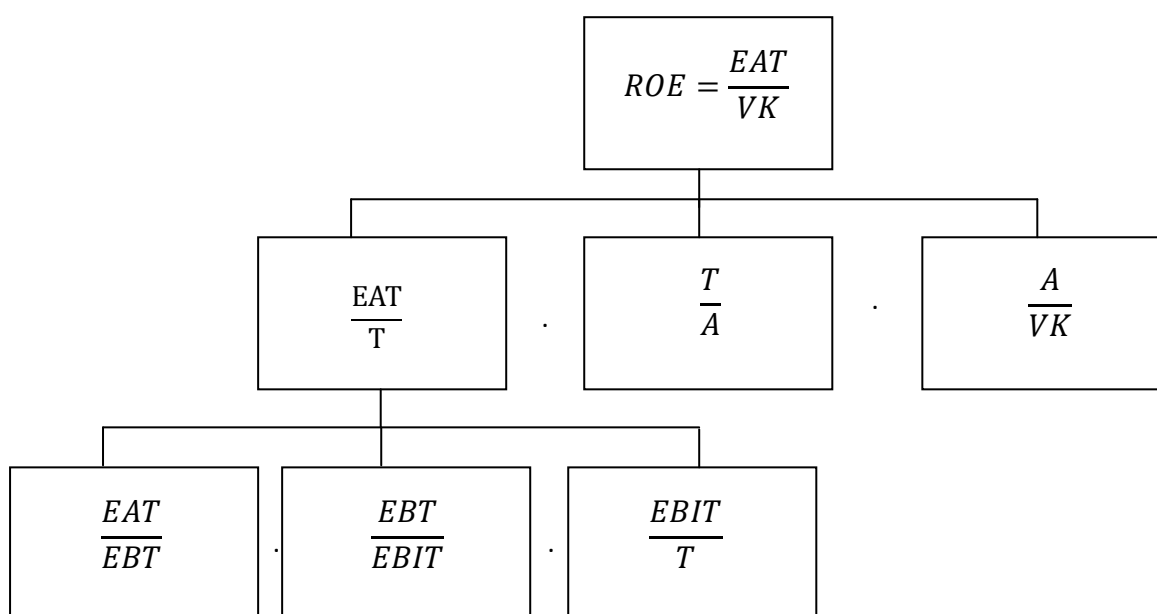 ROE = EAT/VK
EAT/T . T/A . A/VK
EAT/EBT . EBT/EBIT . EBIT/T